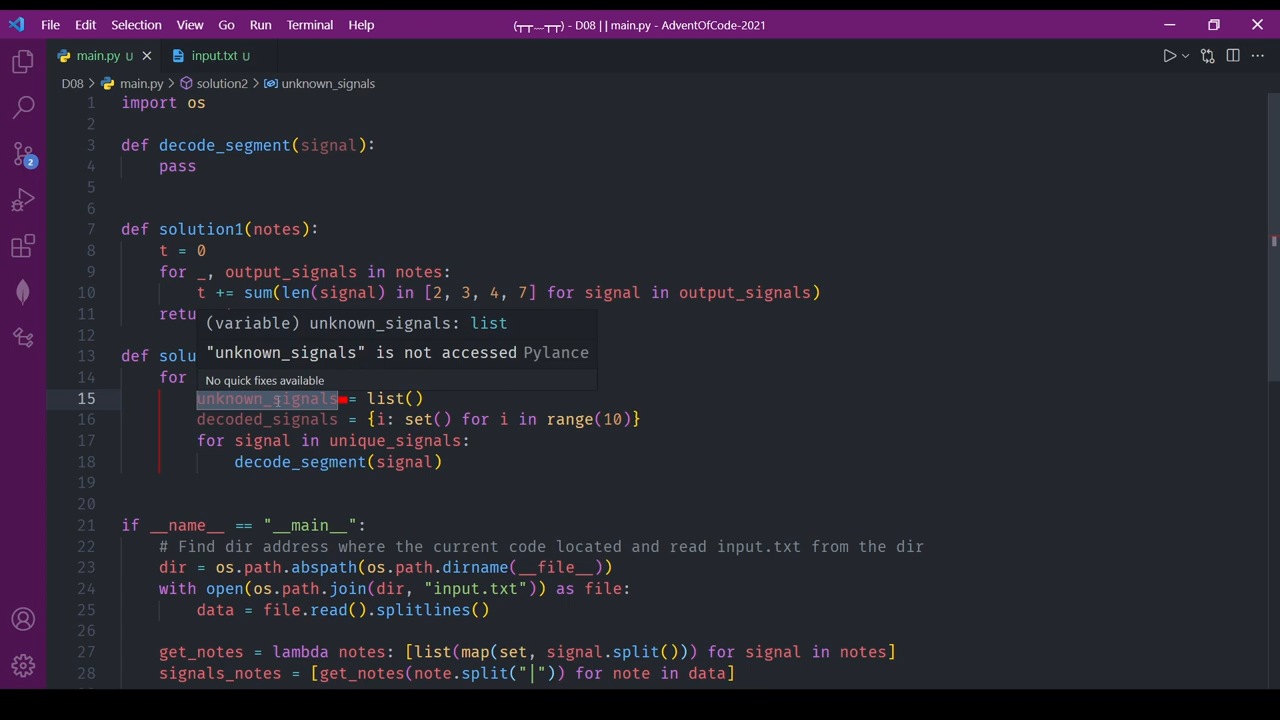 File Edit Selection View Go Run Terminal Help
(┬┬﹏┬┬) - D08 | | main.py - AdventOfCode-2021
main.py U
input.txt U
D08 > main.py > solution2 > unknown_signals
1 import os
2
3 def decode_segment(signal):
4 pass
5
6
7 def solution1(notes):
8 t = 0
9 for _, output_signals in notes:
10 t += sum(len(signal) in [2, 3, 4, 7] for signal in output_signals)
11 retu
(variable) unknown_signals: list
12
"unknown_signals" is not accessed Pylance
13 def solu
No quick fixes available
14 for
15 unknown_signals = list()
16 decoded_signals = {i: set() for i in range(10)}
17 for signal in unique_signals:
18 decode_segment(signal)
19
20
21 if __name__ == "__main__":
22 # Find dir address where the current code located and read input.txt from the dir
23 dir = os.path.abspath(os.path.dirname(__file__))
24 with open(os.path.join(dir, "input.txt")) as file:
25 data = file.read().splitlines()
26
27 get_notes = lambda notes: [list(map(set, signal.split())) for signal in notes]
28 signals_notes = [get_notes(note.split("|")) for note in data]
2